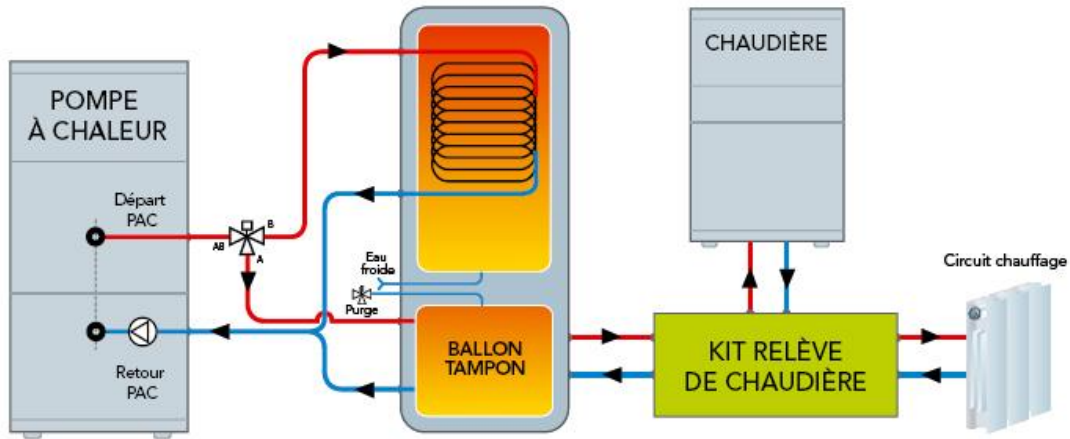 POMPE
À CHALEUR
Départ
PAC
AB
B
A
Retour
PAC
Eau
froide
Purge
BALLON
TAMPON
CHAUDIÈRE
KIT RELÈVE
DE CHAUDIÈRE
Circuit chauffage